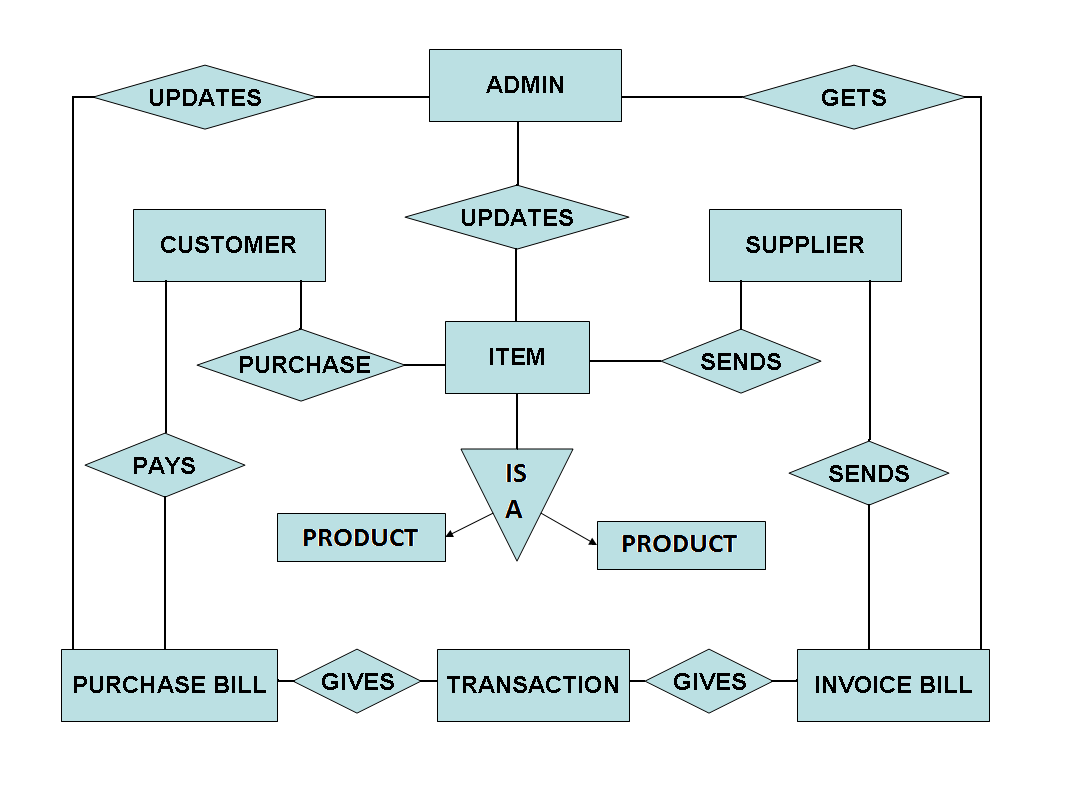 ADMIN
UPDATES
GETS
UPDATES
CUSTOMER
SUPPLIER
PURCHASE
ITEM
SENDS
PAYS
SENDS
IS
A
PRODUCT
PRODUCT
PURCHASE BILL
GIVES
TRANSACTION
GIVES
INVOICE BILL